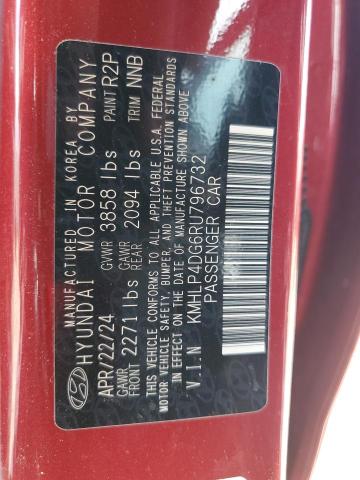 MANUFACTURED IN KOREA BY
HYUNDAI MOTOR COMPANY
APR/22/24 GVWR 3858 lbs PAINT R2P
GAWR FRONT 2271 lbs GAWR REAR 2094 lbs TRIM NNB
THIS VEHICLE CONFORMS TO ALL APPLICABLE U.S.A. FEDERAL
MOTOR VEHICLE SAFETY, BUMPER, AND THEFT PREVENTION STANDARDS
IN EFFECT ON THE DATE OF MANUFACTURE SHOWN ABOVE.
V.I.N KMHLP4DG6RU796732
PASSENGER CAR